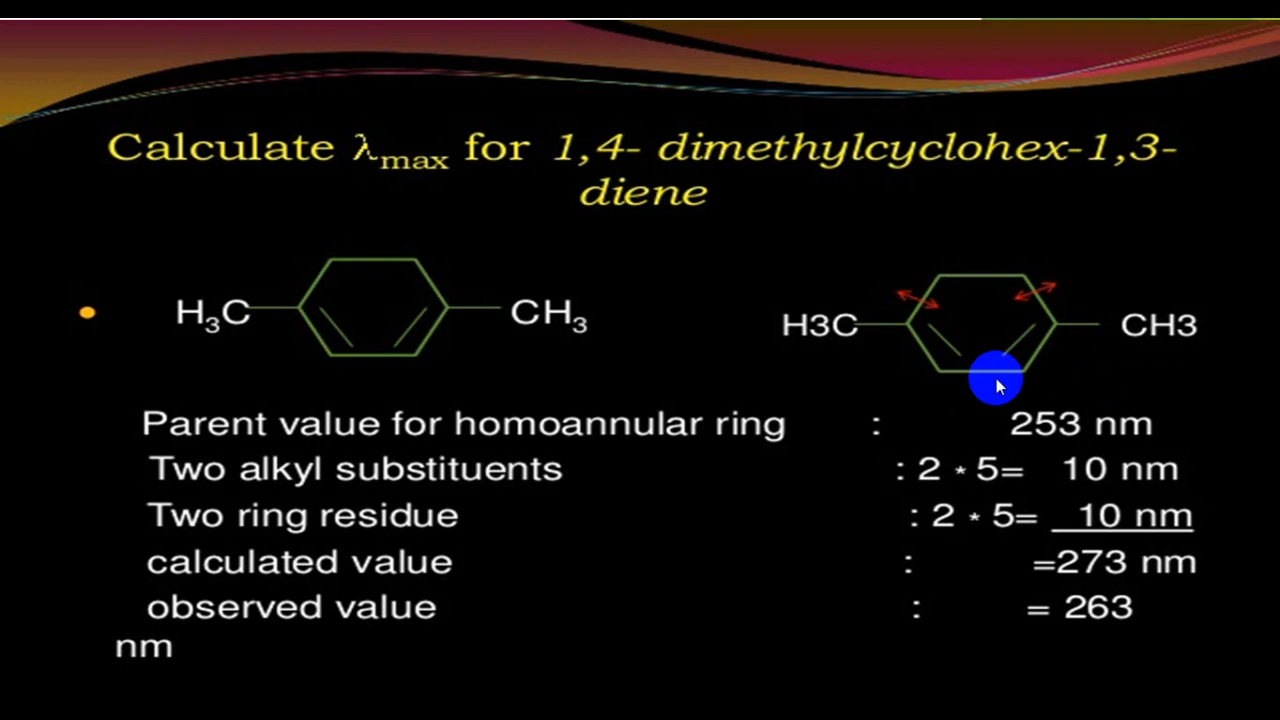 Calculate λmax for 1,4- dimethylcyclohex-1,3-
diene
H3C CH3 H3C CH3
Parent value for homoannular ring : 253 nm
Two alkyl substituents : 2 * 5= 10 nm
Two ring residue : 2 * 5= 10 nm
calculated value : =273 nm
observed value : = 263
nm